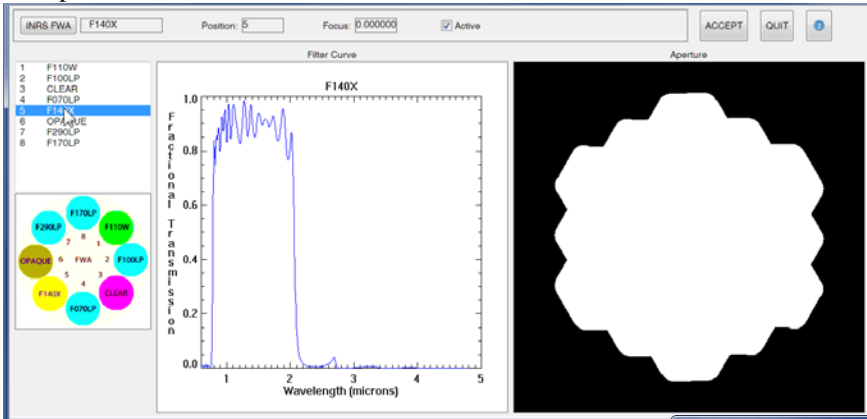 INRS FWA F140X Position: 5 Focus: 0.000000 Active ACCEPT QUIT
Filter Curve
Aperture
1 F110W
2 F100LP
3 CLEAR
4 F070LP
5 F140X
6 OPAQUE
7 F290LP
8 F170LP
F170LP
F290LP
F110W
7 8 1
OPAQUE 6 FWA 2 F100LP
5 4 3
F140X
CLEAR
F070LP
F140X
Fractional Transmission
1.0
0.8
0.6
0.4
0.2
0.0
1 2 3 4 5
Wavelength (microns)